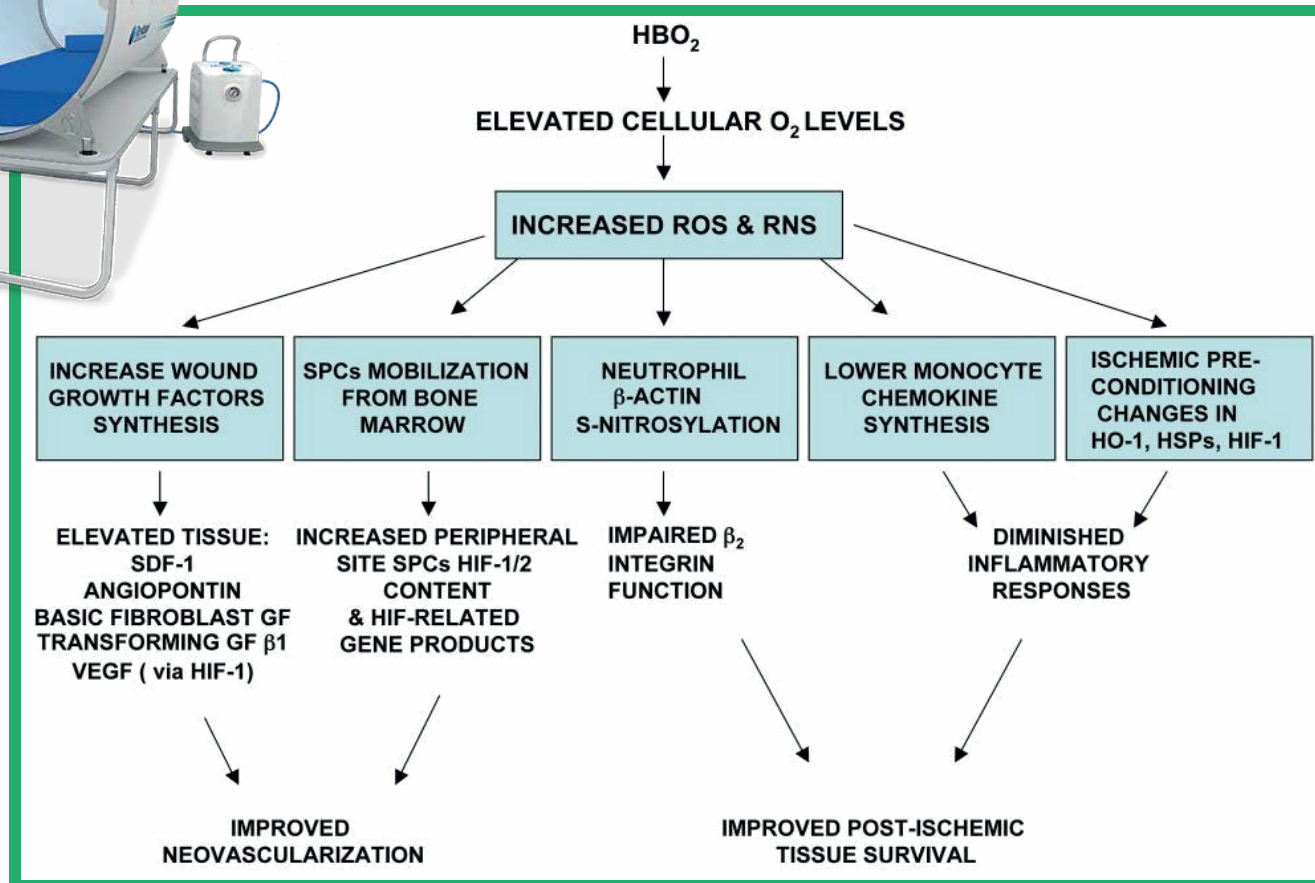 HBO₂
ELEVATED CELLULAR O₂ LEVELS
INCREASED ROS & RNS
INCREASE WOUND
GROWTH FACTORS
SYNTHESIS
SPCs MOBILIZATION
FROM BONE
MARROW
NEUTROPHIL
β-ACTIN
S-NITROSYLATION
LOWER MONOCYTE
CHEMOKINE
SYNTHESIS
ISCHEMIC PRE-
CONDITIONING
CHANGES IN
HO-1, HSPs, HIF-1
ELEVATED TISSUE:
SDF-1
ANGIOPONTIN
BASIC FIBROBLAST GF
TRANSFORMING GF β1
VEGF ( via HIF-1)
INCREASED PERIPHERAL
SITE SPCs HIF-1/2
CONTENT
& HIF-RELATED
GENE PRODUCTS
IMPAIRED β₂
INTEGRIN
FUNCTION
DIMINISHED
INFLAMMATORY
RESPONSES
IMPROVED
NEOVASCULARIZATION
IMPROVED POST-ISCHEMIC
TISSUE SURVIVAL